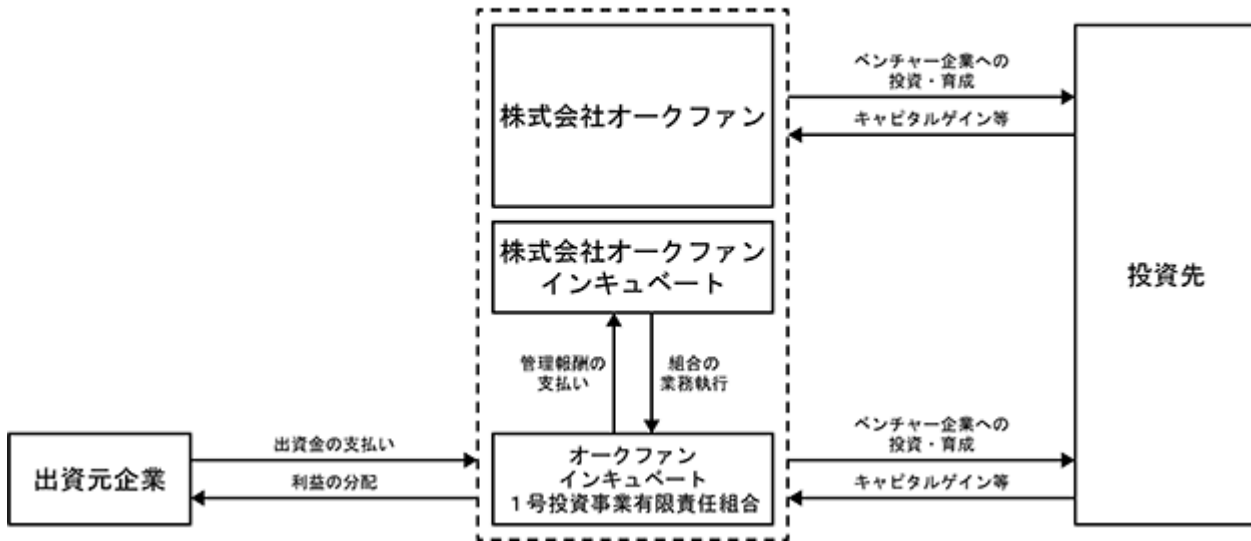 株式会社オークファン
ベンチャー企業への
投資・育成
キャピタルゲイン等
株式会社オークファン
インキュベート
投資先
管理報酬の
支払い
組合の
業務執行
出資元企業
出資金の支払い
利益の分配
オークファン
インキュベート
1号投資事業有限責任組合
ベンチャー企業への
投資・育成
キャピタルゲイン等